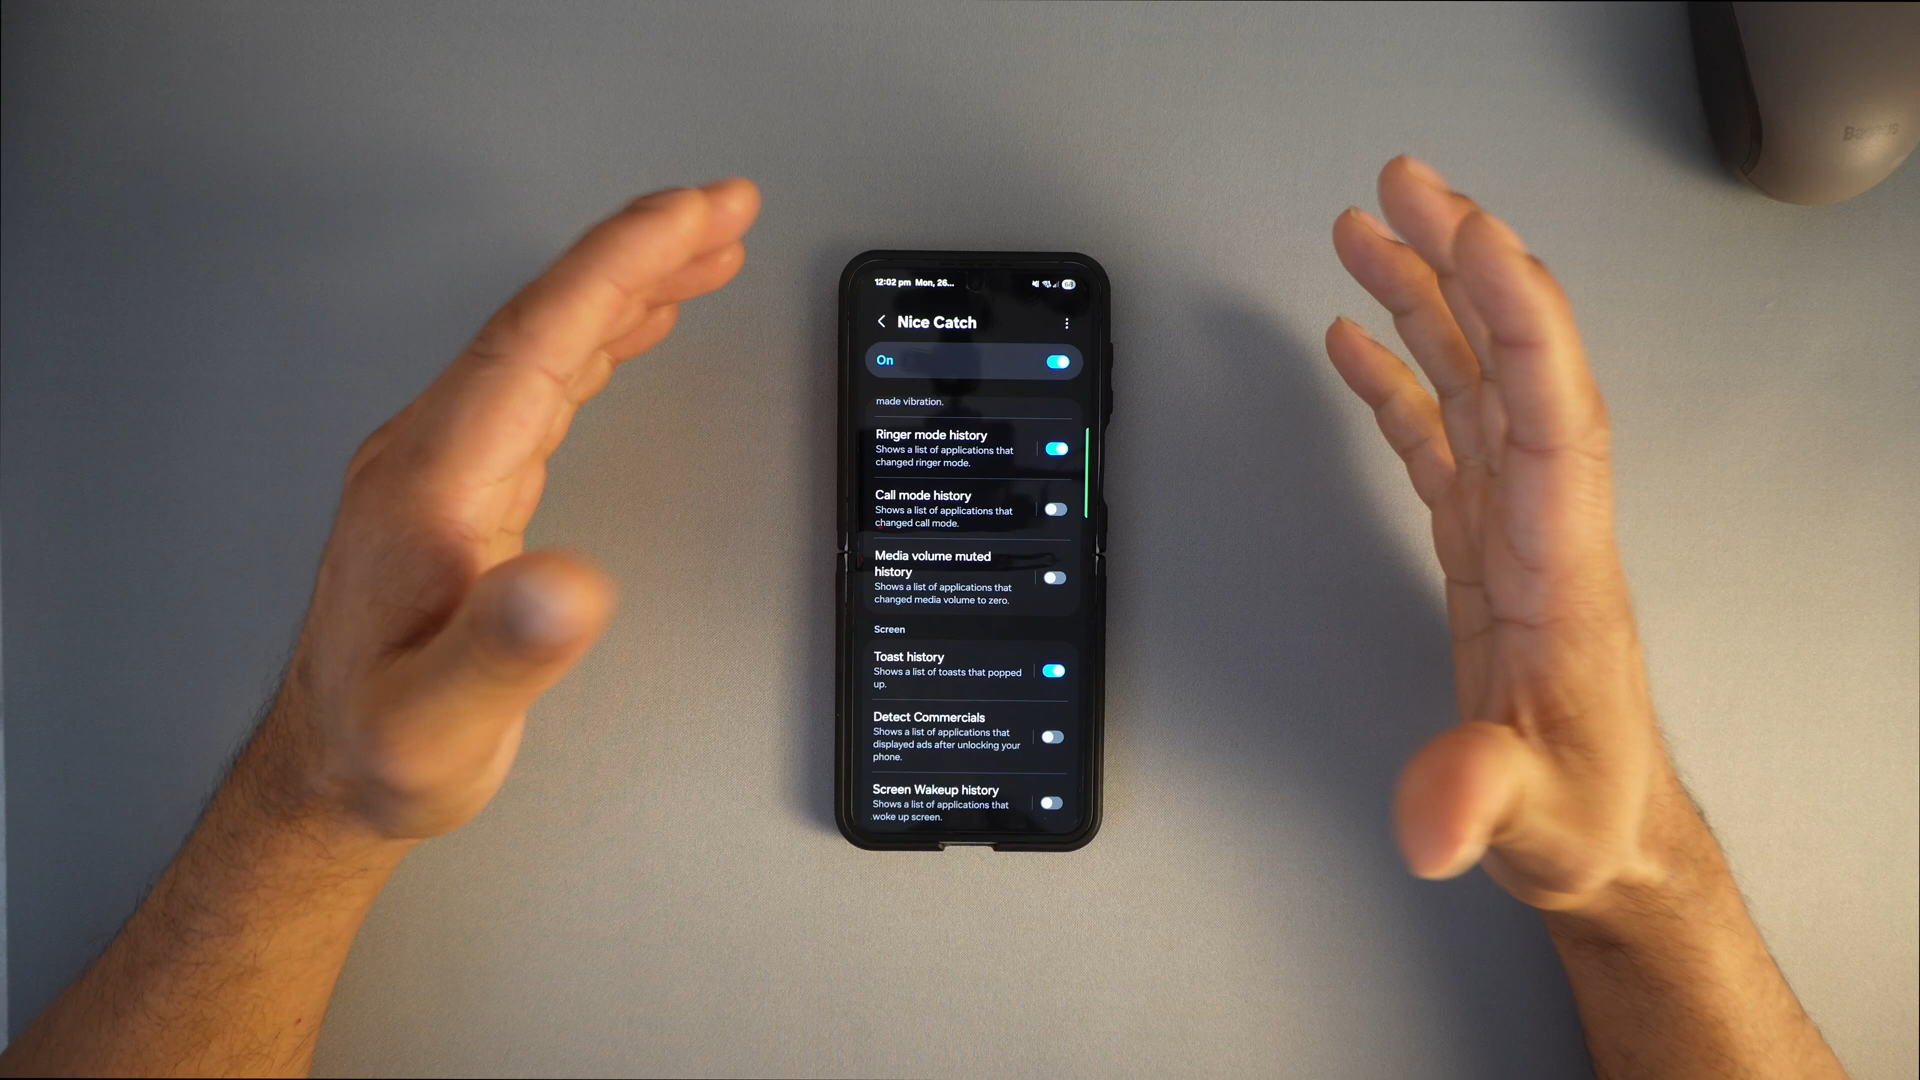 12:02 pm Mon, 26...
68
Nice Catch
On
made vibration.
Ringer mode history
Shows a list of applications that
changed ringer mode.
Call mode history
Shows a list of applications that
changed call mode.
Media volume muted
history
Shows a list of applications that
changed media volume to zero.
Screen
Toast history
Shows a list of toasts that popped
up.
Detect Commercials
Shows a list of applications that
displayed ads after unlocking your
phone.
Screen Wakeup history
Shows a list of applications that
woke up screen.
Baseus